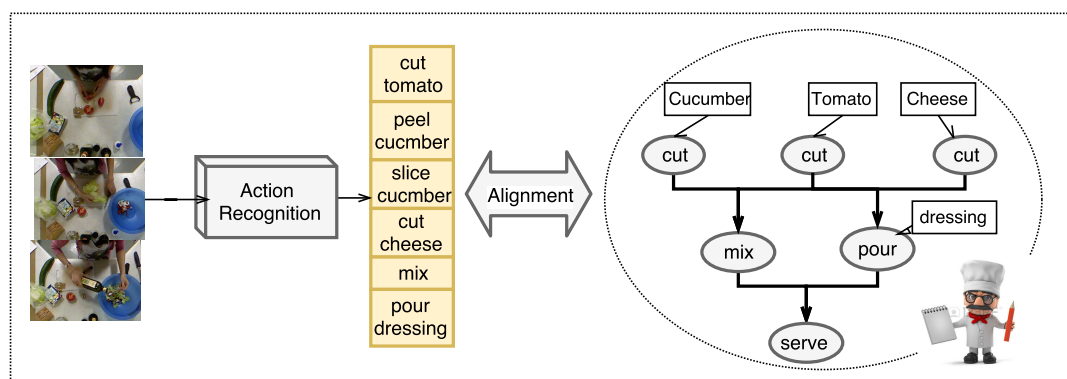 Action
Recognition
cut
tomato
peel
cucmber
slice
cucmber
cut
cheese
mix
pour
dressing
Alignment
Cucumber
Tomato
Cheese
cut
cut
cut
dressing
mix
pour
serve